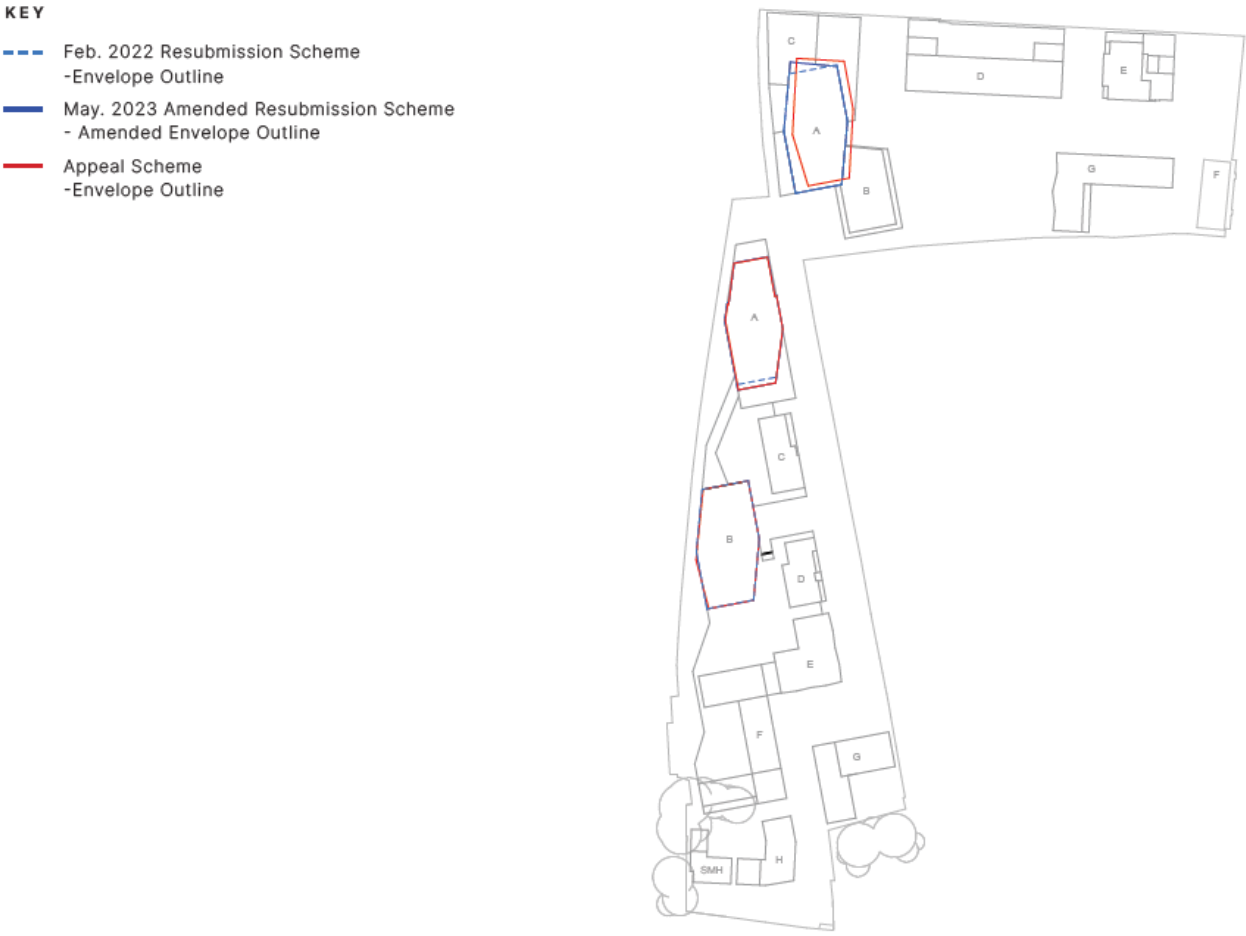 KEY
Feb. 2022 Resubmission Scheme
-Envelope Outline
May. 2023 Amended Resubmission Scheme
- Amended Envelope Outline
Appeal Scheme
-Envelope Outline
C
D
E
A
B
G
F
A
C
B
D
E
F
G
H
SMH